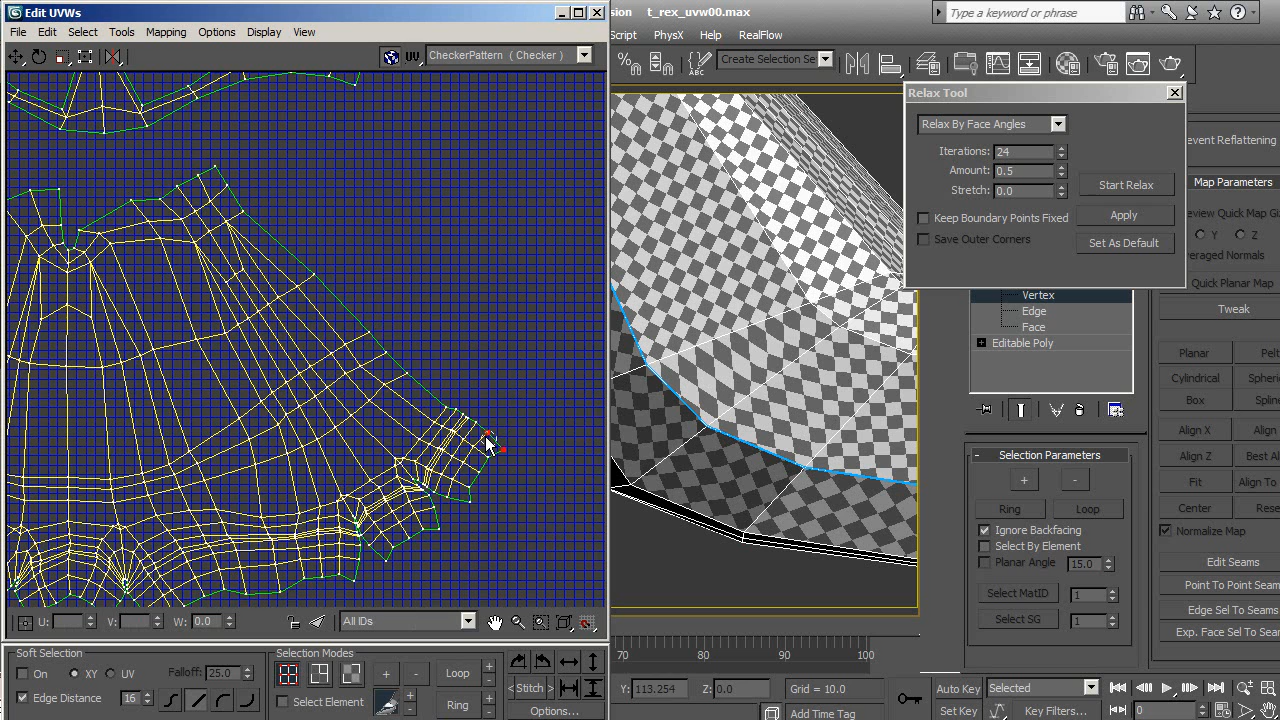 Edit UVWs
File Edit Select Tools Mapping Options Display View
UV CheckerPattern ( Checker )
sion t_rex_uvw00.max
Type a keyword or phrase
Script PhysX Help RealFlow
ABC Create Selection Se
Relax Tool
Relax By Face Angles
Iterations: 24
Amount: 0.5
Stretch: 0.0
Start Relax
Keep Boundary Points Fixed
Apply
Save Outer Corners
Set As Default
event Reflattening
Map Parameters
eview Quick Map Gi
Y Z
veraged Normals
Quick Planar Map
Tweak
Vertex
Edge
Face
Editable Poly
Planar Pelt
Cylindrical Spheri
Box Spline
Align X Align
Align Z Best Al
Fit Align To
Center Rese
Normalize Map
Edit Seams
Point To Point Seam
Edge Sel To Seams
Exp. Face Sel To Seam
- Selection Parameters
+ -
Ring Loop
Ignore Backfacing
Select By Element
Planar Angle 15.0
Select MatID 1
Select SG 1
U: V: W: 0.0 All IDs
Soft Selection
On XY UV Falloff: 25.0
Edge Distance 16
Selection Modes
+ - Loop + -
Select Element + - Ring + -
Stitch
Options...
70 80 90 100
Y: 113.254 Z: 0.0 Grid = 10.0
Add Time Tag
Auto Key Selected
Set Key Key Filters...
0